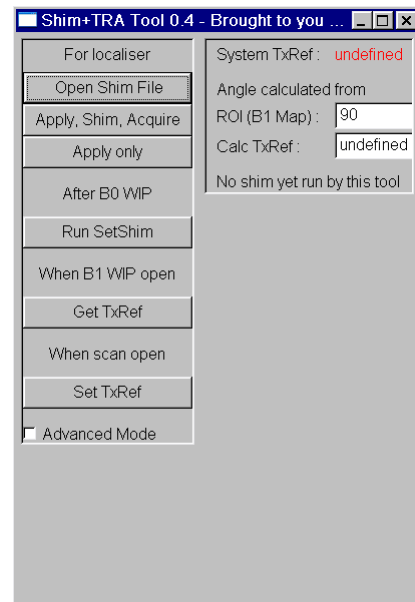 Shim+TRA Tool 0.4 - Brought to you ...
For localiser
Open Shim File
Apply, Shim, Acquire
Apply only
After B0 WIP
Run SetShim
When B1 WIP open
Get TxRef
When scan open
Set TxRef
Advanced Mode
System TxRef : undefined
Angle calculated from
ROI (B1 Map) : 90
Calc TxRef : undefined
No shim yet run by this tool